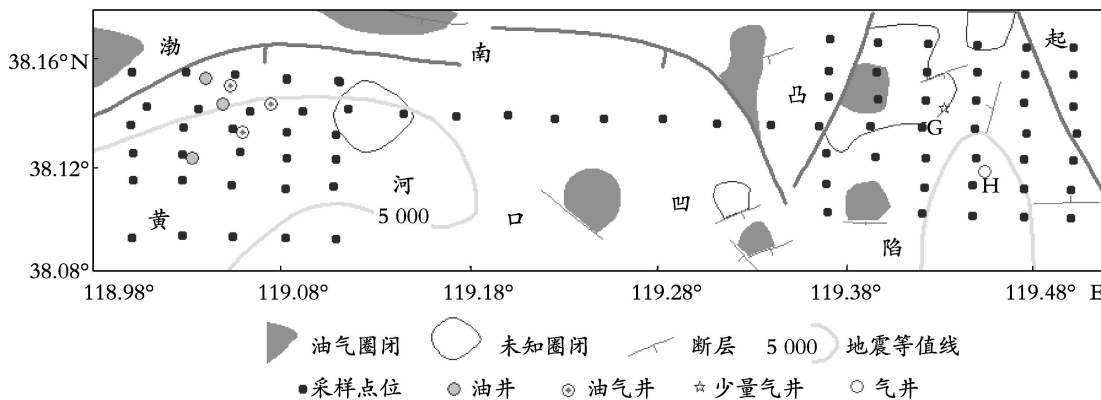 渤 南 凸 起
38.16°N
G
38.12°
H
黄 河 口 凹 陷
5 000
38.08°
118.98° 119.08° 119.18° 119.28° 119.38° 119.48° E
油气圈闭 未知圈闭 断层 5 000 地震等值线
采样点位 油井 油气井 少量气井 气井